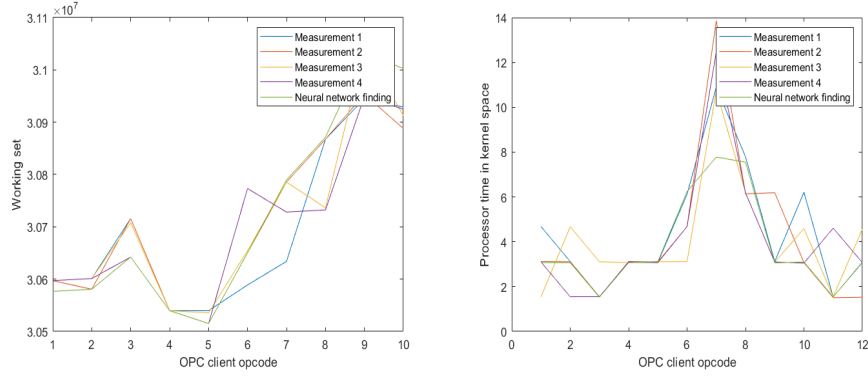 ×10⁷
3.11
3.1
3.09
3.08
3.07
3.06
3.05
Working set
1 2 3 4 5 6 7 8 9 10
OPC client opcode
Measurement 1
Measurement 2
Measurement 3
Measurement 4
Neural network finding
14
12
10
8
6
4
2
0
Processor time in kernel space
0 2 4 6 8 10 12
OPC client opcode
Measurement 1
Measurement 2
Measurement 3
Measurement 4
Neural network finding